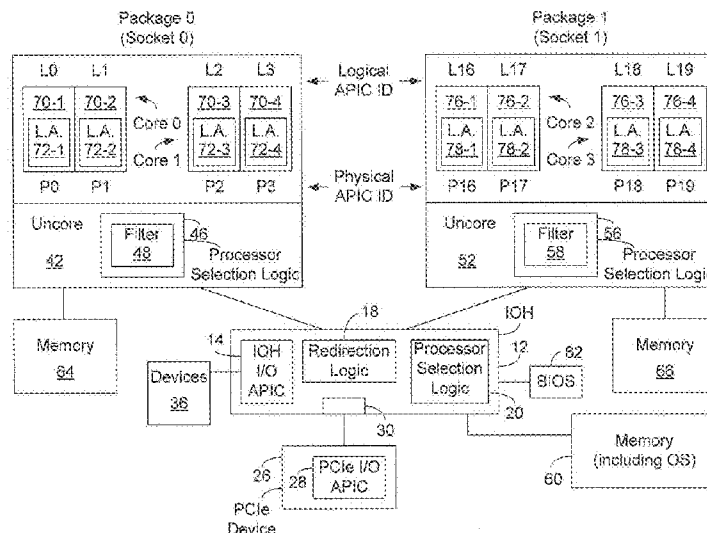 Package 0
(Socket 0)
Package 1
(Socket 1)
L0 L1 L2 L3
Logical
APIC ID
L16 L17 L18 L19
70-1 70-2 70-3 70-4
76-1 76-2 76-3 76-4
Core 0
Core 2
L.A.
72-1
L.A.
72-2
Core 1
L.A.
72-3
L.A.
72-4
L.A.
78-1
L.A.
78-2
Core 3
L.A.
78-3
L.A.
78-4
P0 P1 P2 P3
Physical
APIC ID
P16 P17 P18 P19
Uncore
42
Filter
48
46
Processor
Selection Logic
Uncore
52
Filter
58
56
Processor
Selection Logic
Memory
64
14
IOH
I/O
APIC
18
Redirection
Logic
Processor
Selection
Logic
IOH
12
20
62
BIOS
Memory
66
Devices
36
30
26
28
PCIe I/O
APIC
PCIe
Device
Memory
(including OS)
60